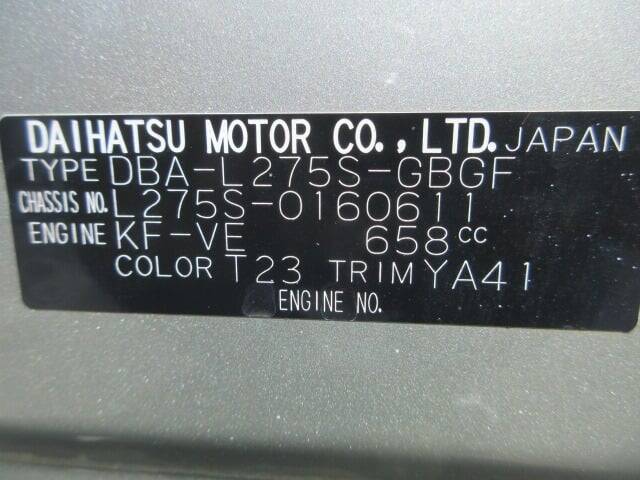 DAIHATSU MOTOR CO., LTD. JAPAN
TYPE DBA-L275S-GBGF
CHASSIS NO. L275S-0160611
ENGINE KF-VE 658cc
COLOR T23 TRIM YA41
ENGINE NO.